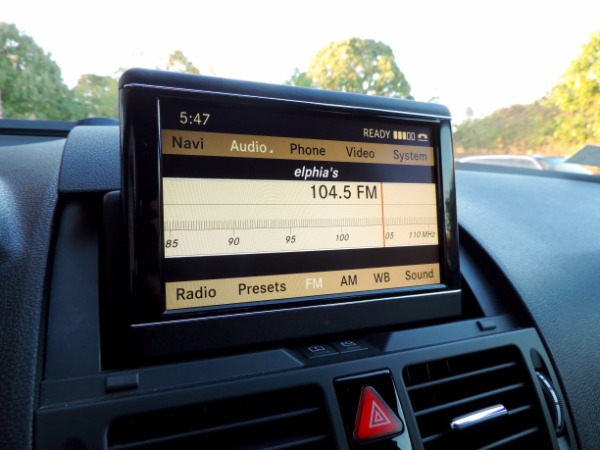 5:47
READY
Navi Audio Phone Video System
elphia's
104.5 FM
85 90 95 100 05 110 MHz
Radio Presets FM AM WB Sound